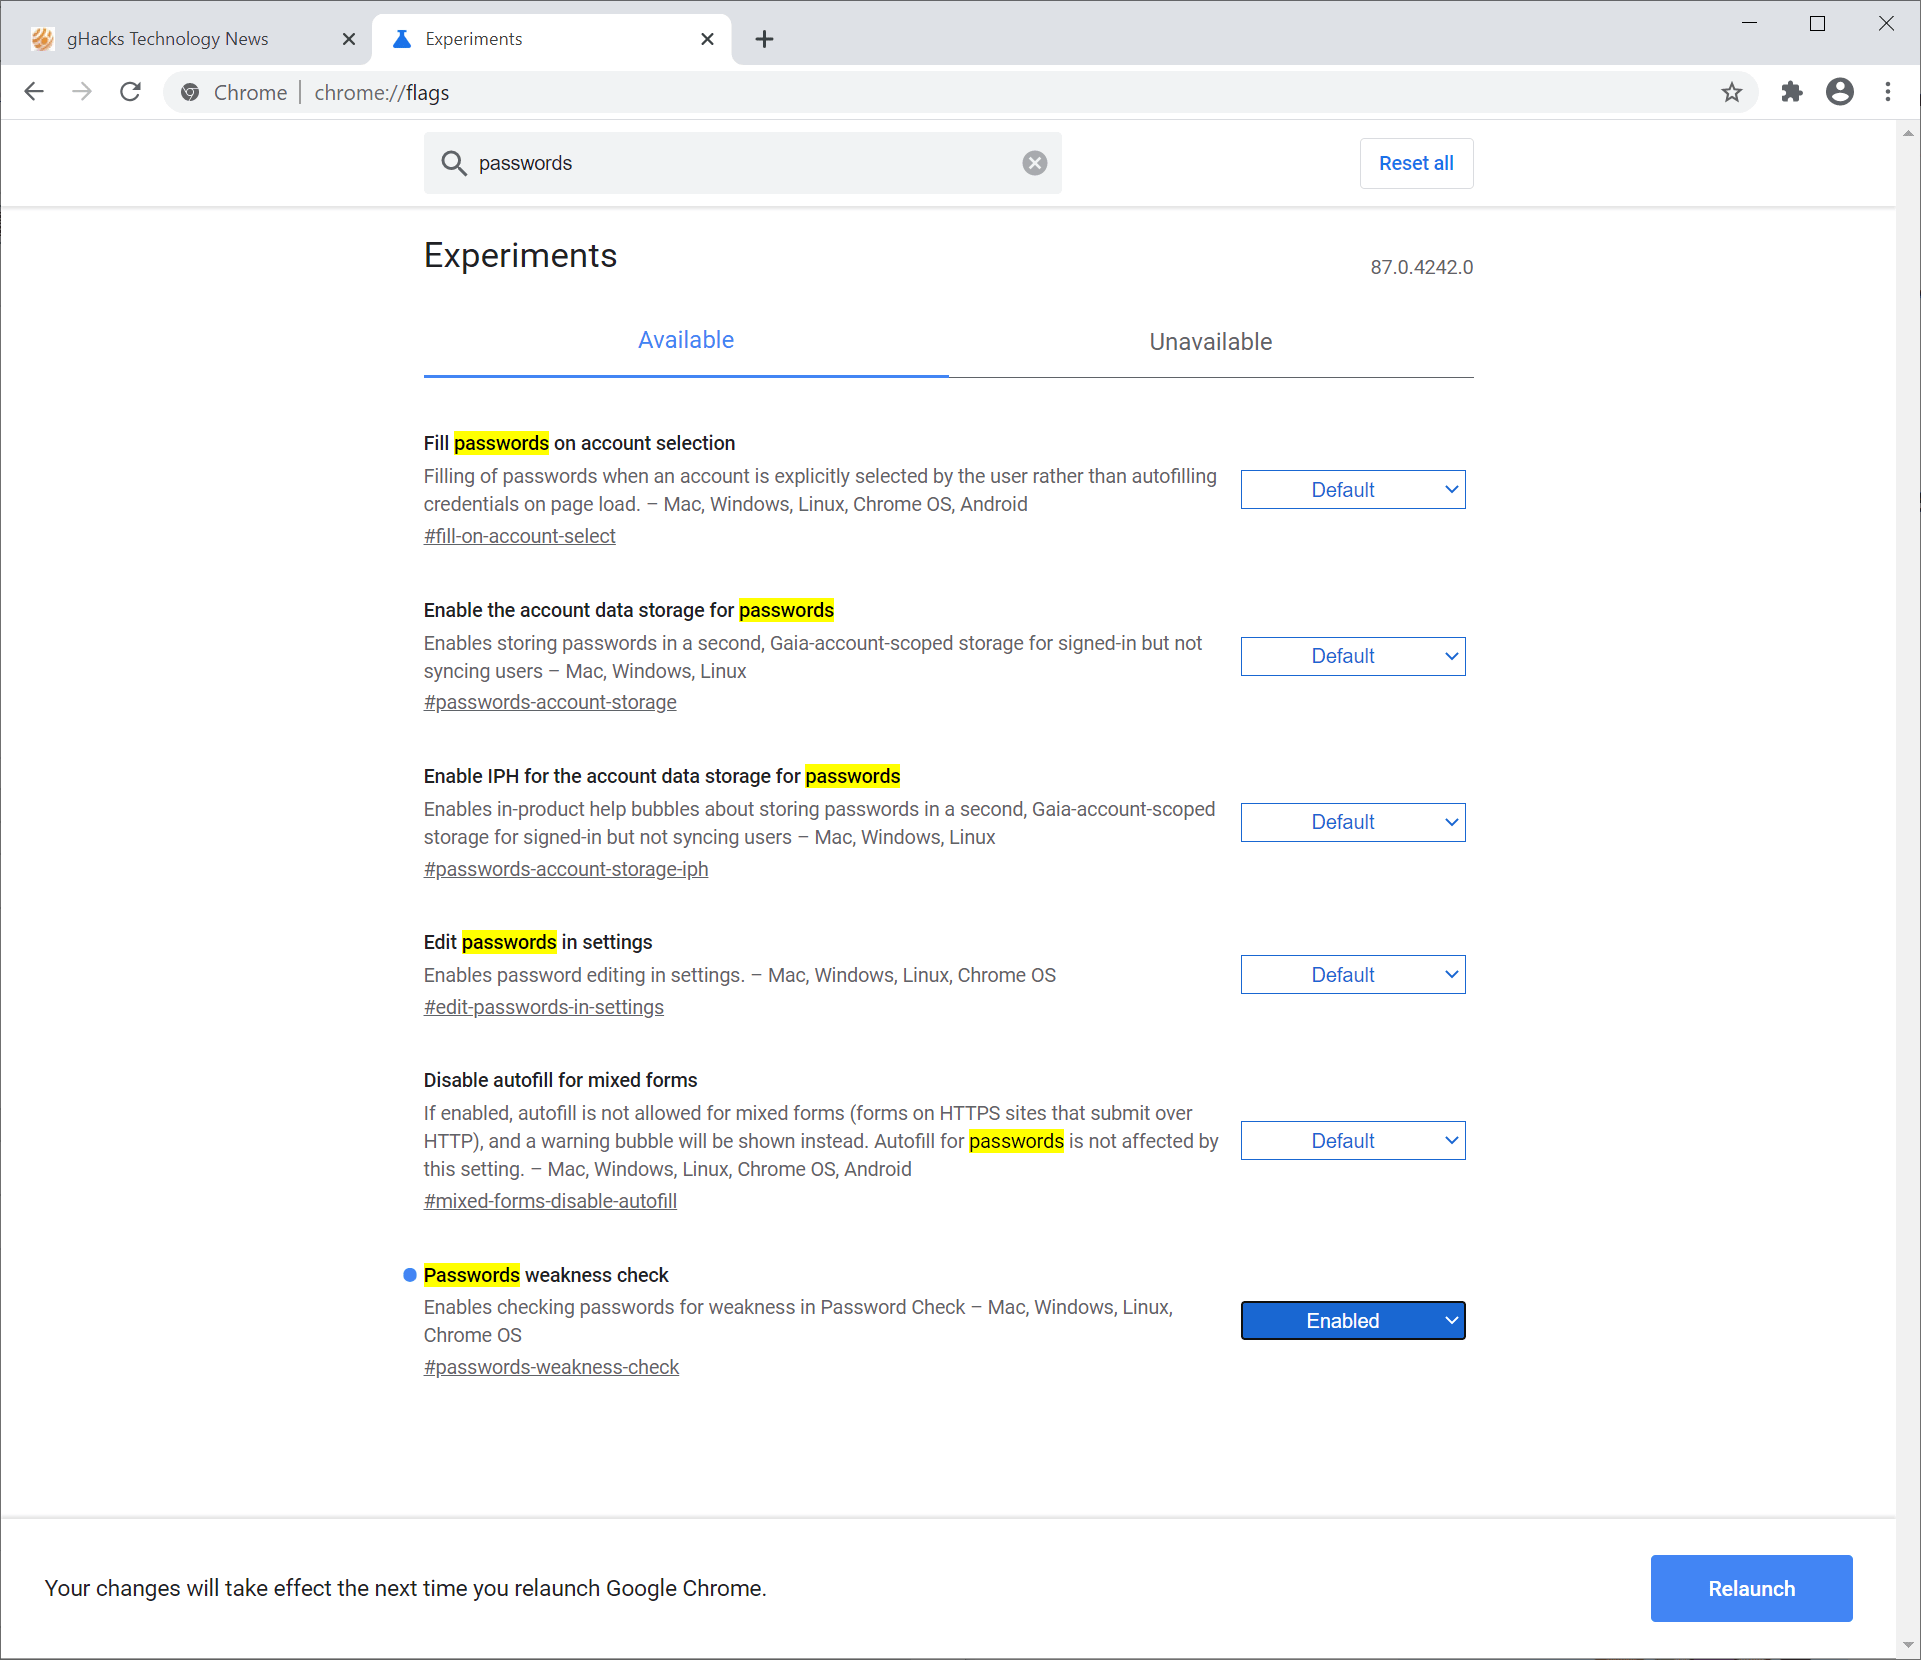 gHacks Technology News
Experiments
Chrome
chrome://flags
passwords
Reset all
Experiments
87.0.4242.0
Available
Unavailable
Fill passwords on account selection
Filling of passwords when an account is explicitly selected by the user rather than autofilling
credentials on page load. – Mac, Windows, Linux, Chrome OS, Android
#fill-on-account-select
Default
Enable the account data storage for passwords
Enables storing passwords in a second, Gaia-account-scoped storage for signed-in but not
syncing users – Mac, Windows, Linux
#passwords-account-storage
Default
Enable IPH for the account data storage for passwords
Enables in-product help bubbles about storing passwords in a second, Gaia-account-scoped
storage for signed-in but not syncing users – Mac, Windows, Linux
#passwords-account-storage-iph
Default
Edit passwords in settings
Enables password editing in settings. – Mac, Windows, Linux, Chrome OS
#edit-passwords-in-settings
Default
Disable autofill for mixed forms
If enabled, autofill is not allowed for mixed forms (forms on HTTPS sites that submit over
HTTP), and a warning bubble will be shown instead. Autofill for passwords is not affected by
this setting. – Mac, Windows, Linux, Chrome OS, Android
#mixed-forms-disable-autofill
Default
Passwords weakness check
Enables checking passwords for weakness in Password Check – Mac, Windows, Linux,
Chrome OS
#passwords-weakness-check
Enabled
Your changes will take effect the next time you relaunch Google Chrome.
Relaunch